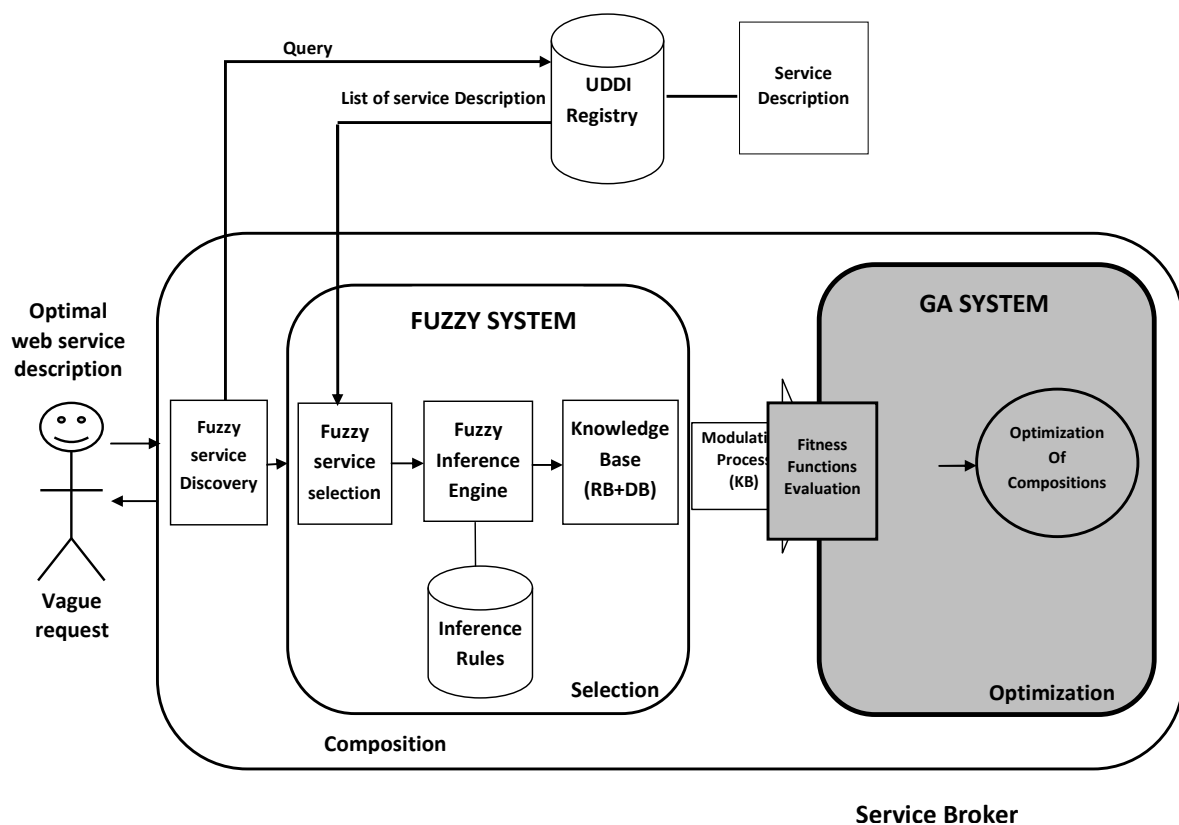 Query
UDDI
Registry
Service
Description
List of service Description
Optimal
web service
description
FUZZY SYSTEM
GA SYSTEM
Fuzzy
service
Discovery
Fuzzy
service
selection
Fuzzy
Inference
Engine
Knowledge
Base
(RB+DB)
Process
(KB)
Fitness
Functions
Evaluation
Optimization
Of
Compositions
Vague
request
Inference
Rules
Selection
Optimization
Composition
Service Broker